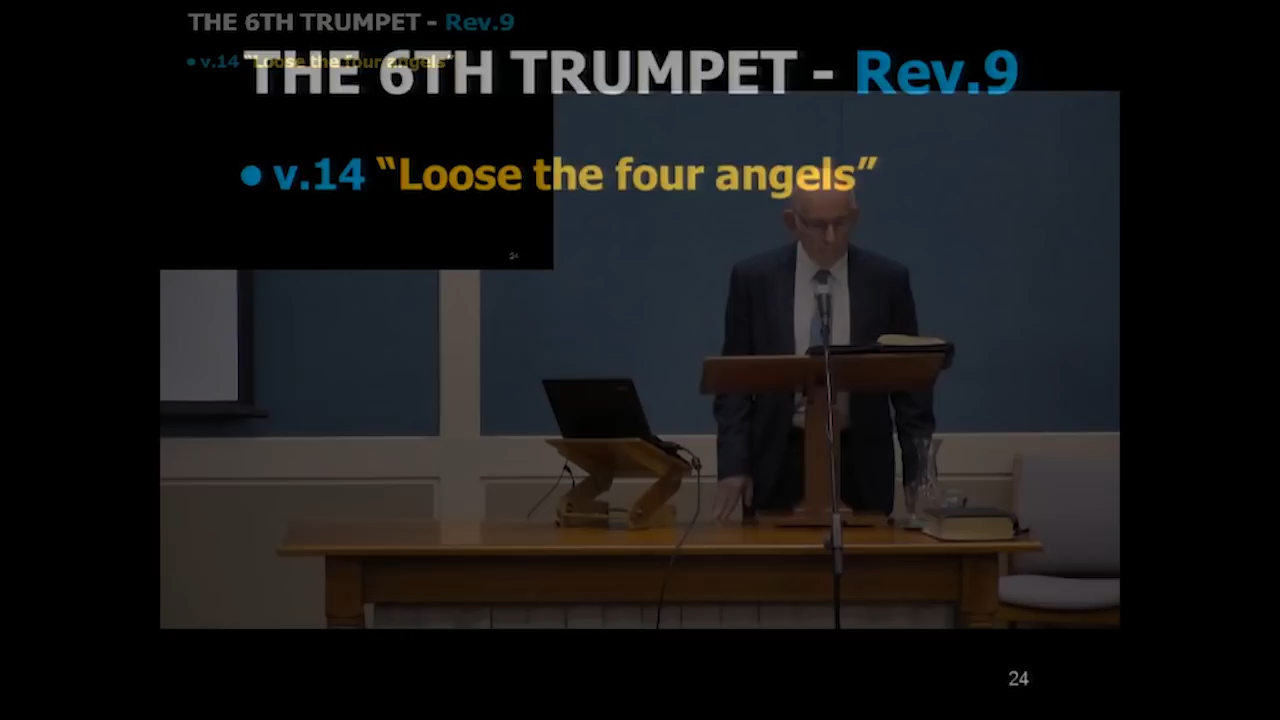 THE 6TH TRUMPET - Rev.9
• v.14 “Loose the four angels”
THE 6TH TRUMPET - Rev.9
• v.14 “Loose the four angels”
24
24